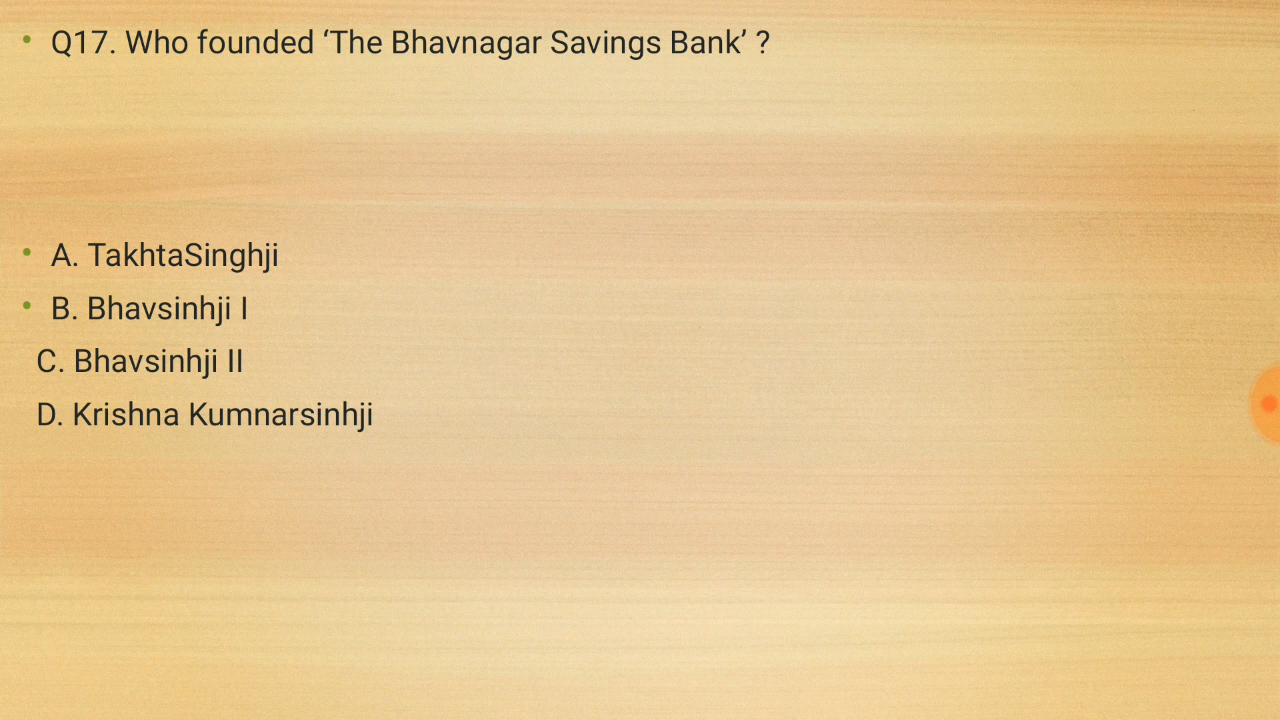 • Q17. Who founded ‘The Bhavnagar Savings Bank’ ?
• A. TakhtaSinghji
• B. Bhavsinhji I
C. Bhavsinhji II
D. Krishna Kumnarsinhji